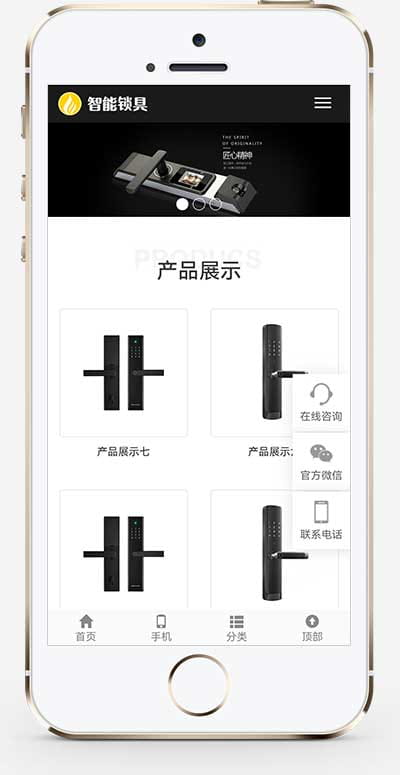 智能锁具
THE SPIRIT
OF ORIGINALITY
匠心精神
PRODUCS
产品展示
产品展示七
产品展示
在线咨询
官方微信
联系电话
首页
手机
分类
顶部